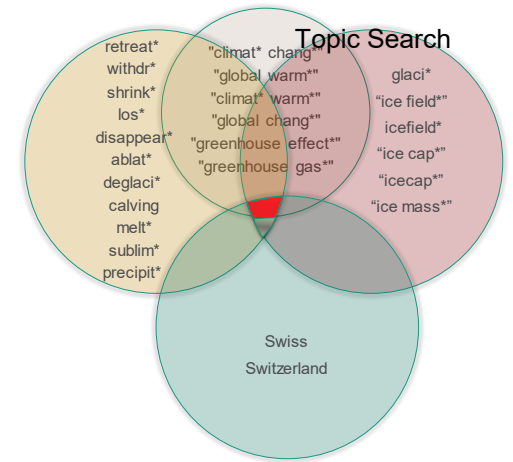 Topic Search
retreat*
withdr*
shrink*
los*
disappear*
ablat*
deglaci*
calving
melt*
sublim*
precipit*
"climat* chang*"
"global warm*"
"climat* warm*"
"global chang*"
"greenhouse effect*"
"greenhouse gas*"
glaci*
“ice field*”
icefield*
“ice cap*”
“icecap*”
“ice mass*”
Swiss
Switzerland